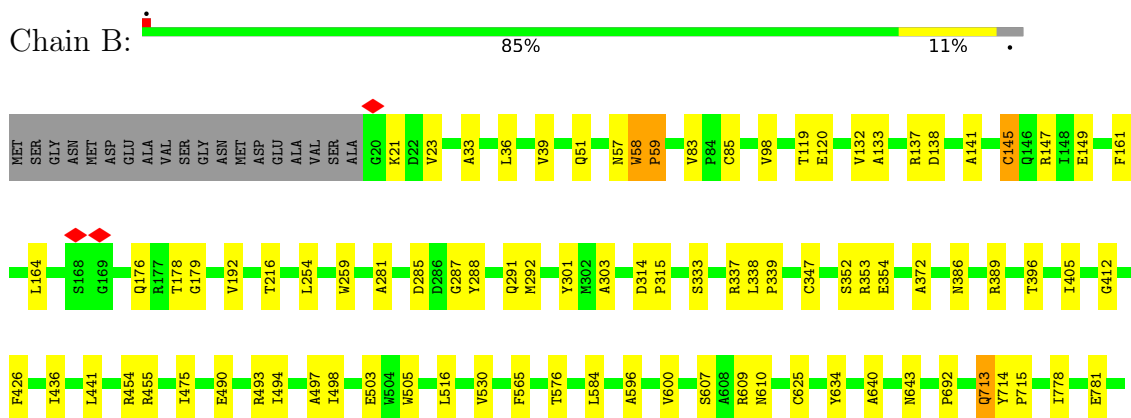 Chain B:
85% 11%
MET SER GLY ASN MET ASP GLU ALA VAL SER GLY ASN MET ASP GLU ALA VAL SER ALA G20 K21 D22 V23 A33 L36 V39 Q51 N57 W58 P59 V83 P84 C85 V98 T119 E120 V132 A133 R137 D138 A141 C145 Q146 R147 I148 E149 F161
L164 S168 G169 Q176 R177 T178 G179 V192 T216 L254 W259 A281 D285 D286 G287 Y288 Q291 M292 Y301 M302 A303 D314 P315 S333 R337 L338 P339 C347 S352 R353 E354 A372 N386 R389 T396 I405 G412
F426 I436 L441 R454 R455 I475 E490 R493 I494 A497 I498 E503 W504 W505 L516 V530 F565 T576 L584 A596 V600 S607 A608 R609 N610 C625 Y634 A640 N643 P692 Q713 Y714 P715 I778 E781